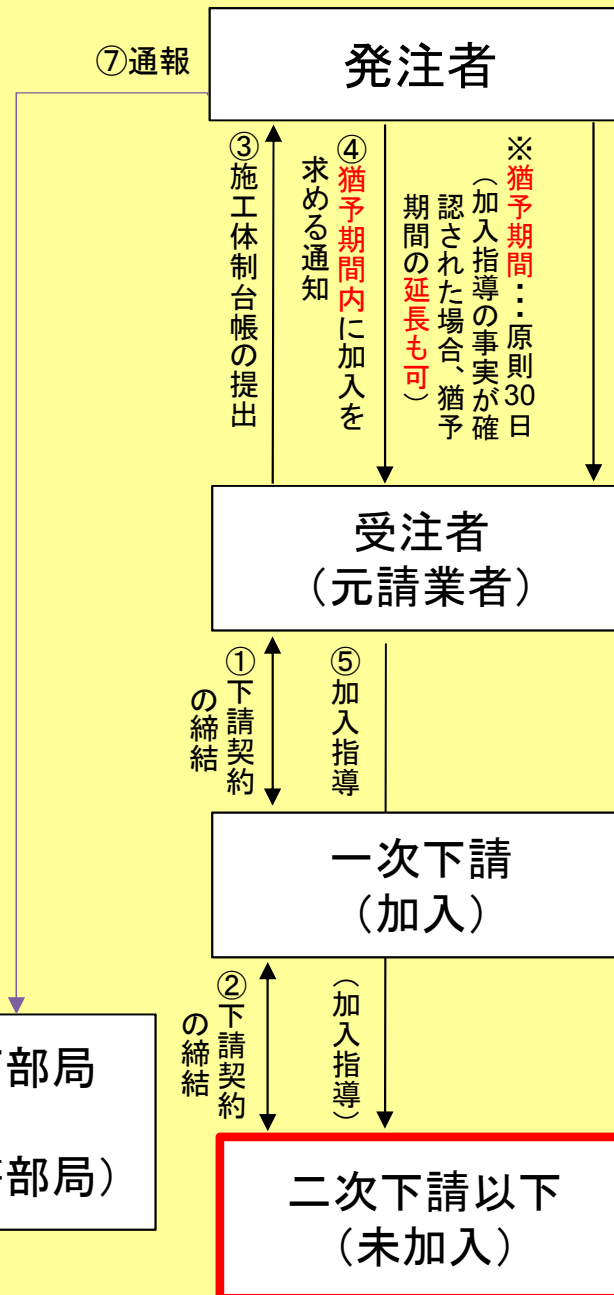 発注者
⑦通報
③施工体制台帳の提出
④猶予期間内に加入を
求める通知
※猶予期間・・・原則30日
（加入指導の事実が確
認された場合、猶予
期間の延長も可）
受注者
（元請業者）
①下請契約
の締結
⑤加入指導
一次下請
（加入）
②下請契約
の締結
（加入指導）
部局
部局）
二次下請以下
（未加入）